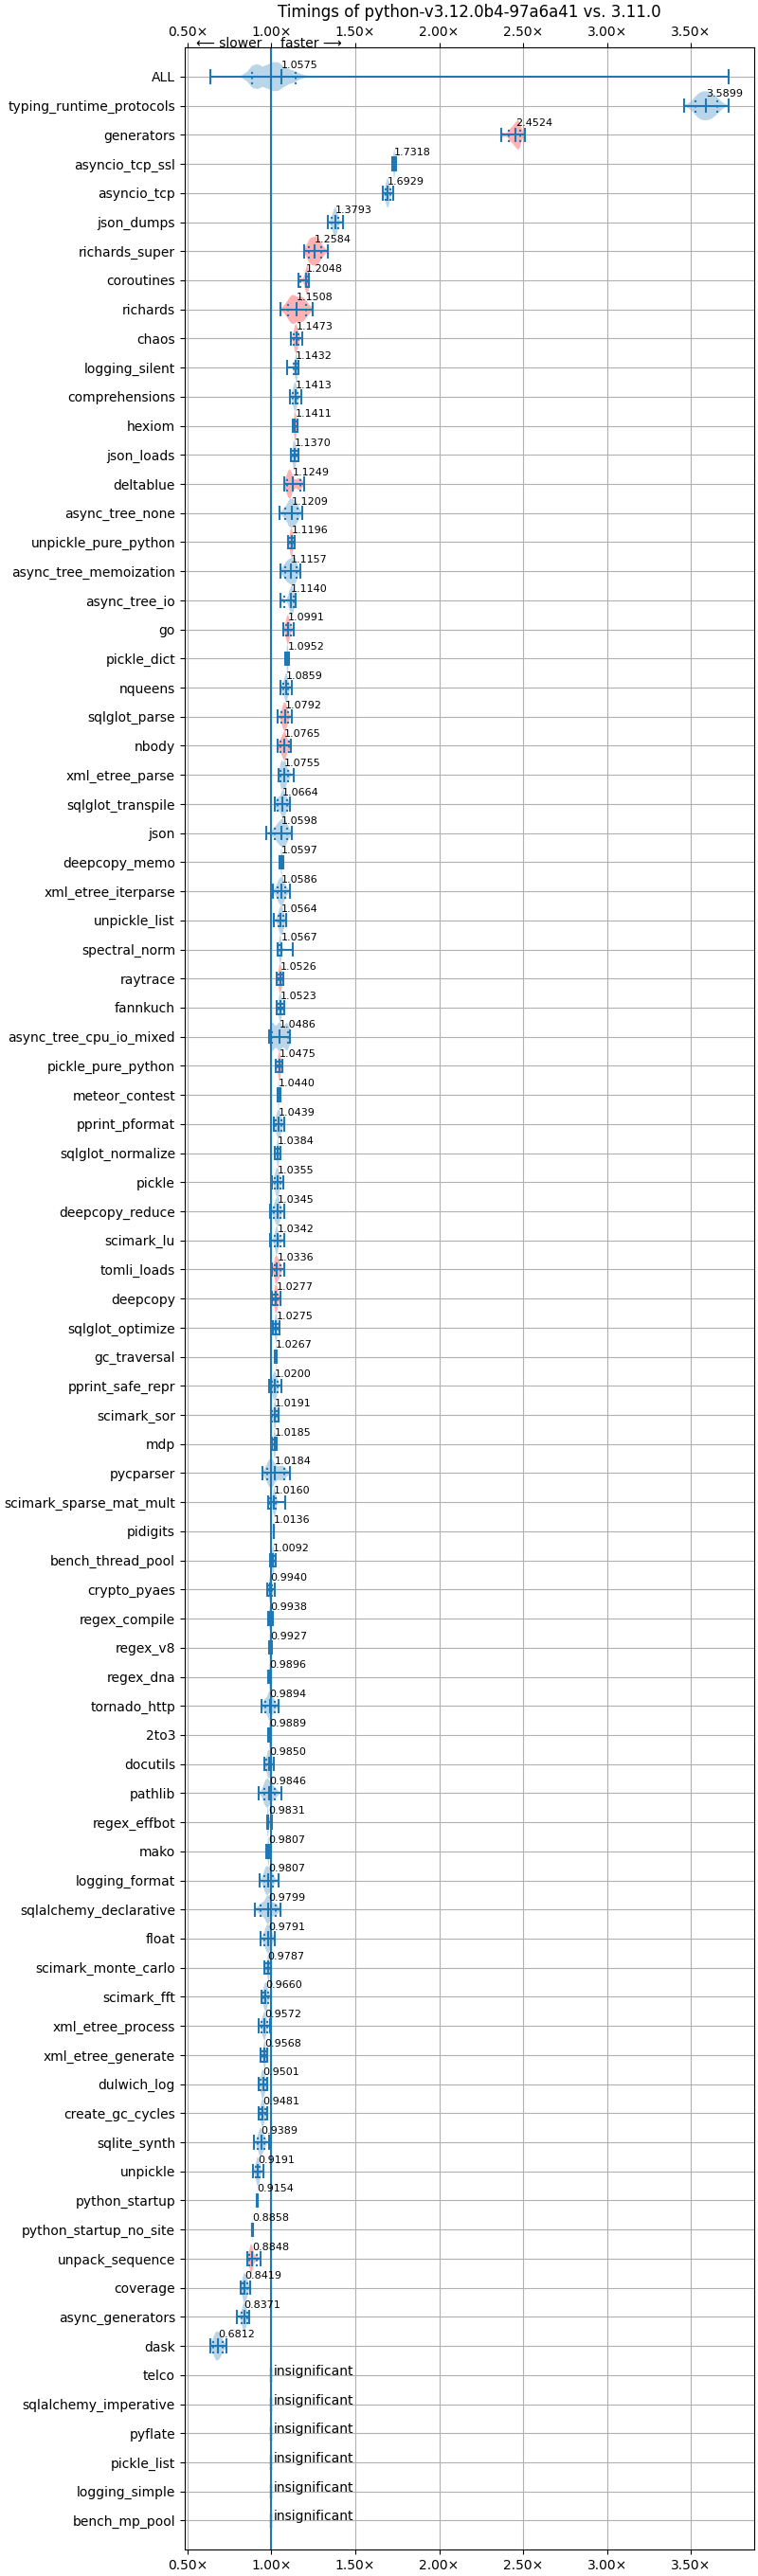 Timings of python-v3.12.0b4-97a6a41 vs. 3.11.0
0.50× 1.00× 1.50× 2.00× 2.50× 3.00× 3.50×
⟵ slower faster ⟶
ALL 1.0575
typing_runtime_protocols 3.5899
generators 2.4524
asyncio_tcp_ssl 1.7318
asyncio_tcp 1.6929
json_dumps 1.3793
richards_super 1.2584
coroutines 1.2048
richards 1.1508
chaos 1.1473
logging_silent 1.1432
comprehensions 1.1413
hexiom 1.1411
json_loads 1.1370
deltablue 1.1249
async_tree_none 1.1209
unpickle_pure_python 1.1196
async_tree_memoization 1.1157
async_tree_io 1.1140
go 1.0991
pickle_dict 1.0952
nqueens 1.0859
sqlglot_parse 1.0792
nbody 1.0765
xml_etree_parse 1.0755
sqlglot_transpile 1.0664
json 1.0598
deepcopy_memo 1.0597
xml_etree_iterparse 1.0586
unpickle_list 1.0564
spectral_norm 1.0567
raytrace 1.0526
fannkuch 1.0523
async_tree_cpu_io_mixed 1.0486
pickle_pure_python 1.0475
meteor_contest 1.0440
pprint_pformat 1.0439
sqlglot_normalize 1.0384
pickle 1.0355
deepcopy_reduce 1.0345
scimark_lu 1.0342
tomli_loads 1.0336
deepcopy 1.0277
sqlglot_optimize 1.0275
gc_traversal 1.0267
pprint_safe_repr 1.0200
scimark_sor 1.0191
mdp 1.0185
pycparser 1.0184
scimark_sparse_mat_mult 1.0160
pidigits 1.0136
bench_thread_pool 1.0092
crypto_pyaes 0.9940
regex_compile 0.9938
regex_v8 0.9927
regex_dna 0.9896
tornado_http 0.9894
2to3 0.9889
docutils 0.9850
pathlib 0.9846
regex_effbot 0.9831
mako 0.9807
logging_format 0.9807
sqlalchemy_declarative 0.9799
float 0.9791
scimark_monte_carlo 0.9787
scimark_fft 0.9660
xml_etree_process 0.9572
xml_etree_generate 0.9568
dulwich_log 0.9501
create_gc_cycles 0.9481
sqlite_synth 0.9389
unpickle 0.9191
python_startup 0.9154
python_startup_no_site 0.8858
unpack_sequence 0.8848
coverage 0.8419
async_generators 0.8371
dask 0.6812
telco insignificant
sqlalchemy_imperative insignificant
pyflate insignificant
pickle_list insignificant
logging_simple insignificant
bench_mp_pool insignificant
0.50× 1.00× 1.50× 2.00× 2.50× 3.00× 3.50×